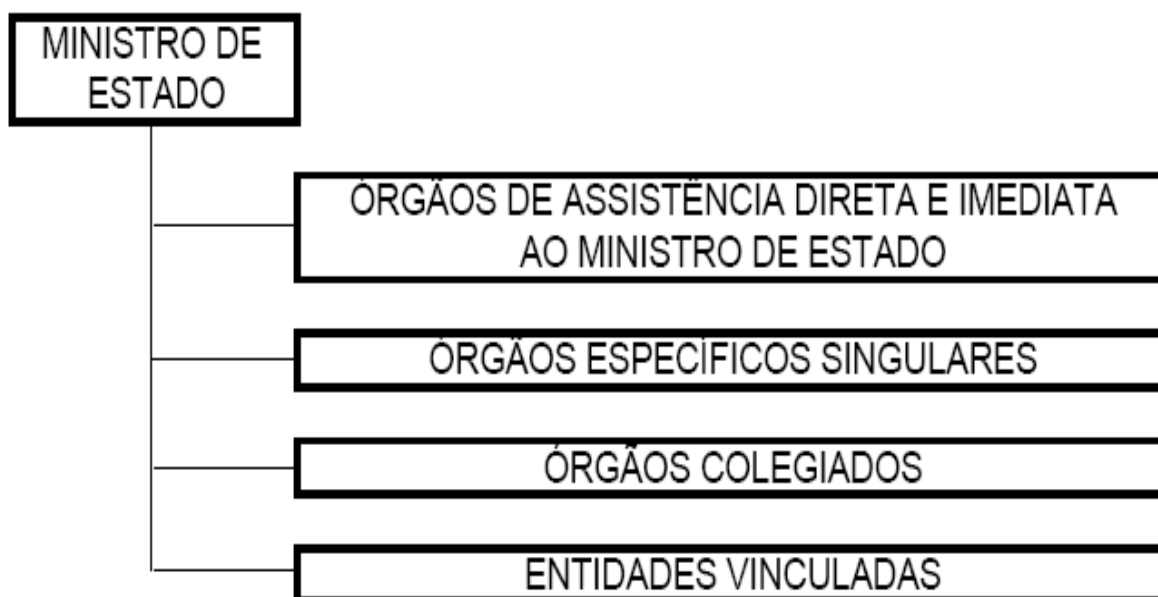 MINISTRO DE
ESTADO
ÓRGÃOS DE ASSISTÊNCIA DIRETA E IMEDIATA
AO MINISTRO DE ESTADO
ÓRGÃOS ESPECÍFICOS SINGULARES
ÓRGÃOS COLEGIADOS
ENTIDADES VINCULADAS